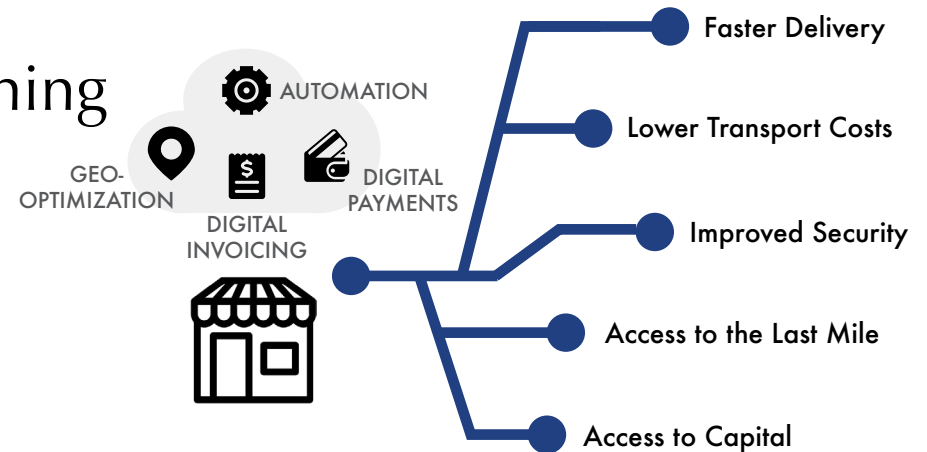 ning
AUTOMATION
GEO-
OPTIMIZATION
$
DIGITAL
PAYMENTS
DIGITAL
INVOICING
Faster Delivery
Lower Transport Costs
Improved Security
Access to the Last Mile
Access to Capital